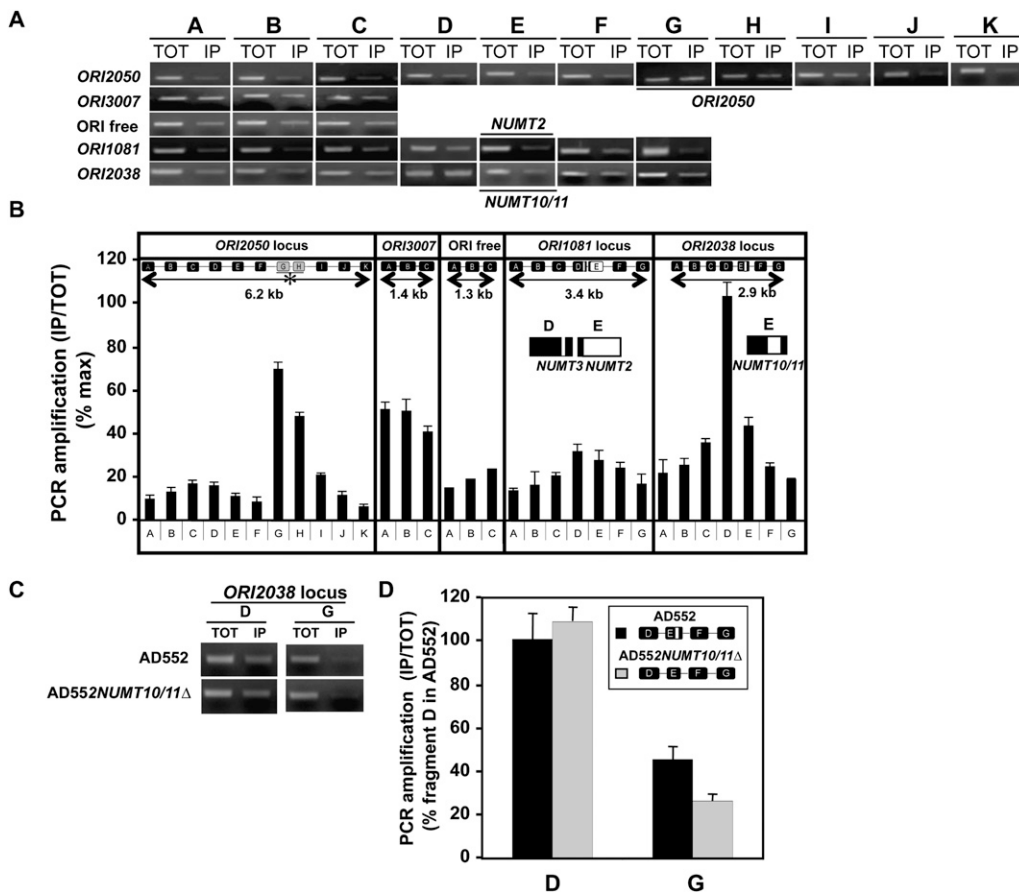 A
A B C D E F G H I J K
TOT IP TOT IP TOT IP TOT IP TOT IP TOT IP TOT IP TOT IP TOT IP TOT IP TOT IP
ORI2050
ORI3007
ORI2050
ORI free
NUMT2
ORI1081
ORI2038
NUMT10/11
B
ORI2050 locus ORI3007 ORI free ORI1081 locus ORI2038 locus
A B C D E F G H I J K A B C A B C A B C D E F G A B C D E F G
*
6.2 kb 1.4 kb 1.3 kb 3.4 kb 2.9 kb
D E E
NUMT3 NUMT2 NUMT10/11
PCR amplification (IP/TOT)
(% max)
120
100
80
60
40
20
0
A B C D E F G H I J K A B C A B C A B C D E F G A B C D E F G
C
ORI2038 locus
D G
TOT IP TOT IP
AD552
AD552NUMT10/11Δ
D
PCR amplification (IP/TOT)
(% fragment D in AD552)
120
100
80
60
40
20
0
AD552
D E F G
AD552NUMT10/11Δ
D E F G
D G